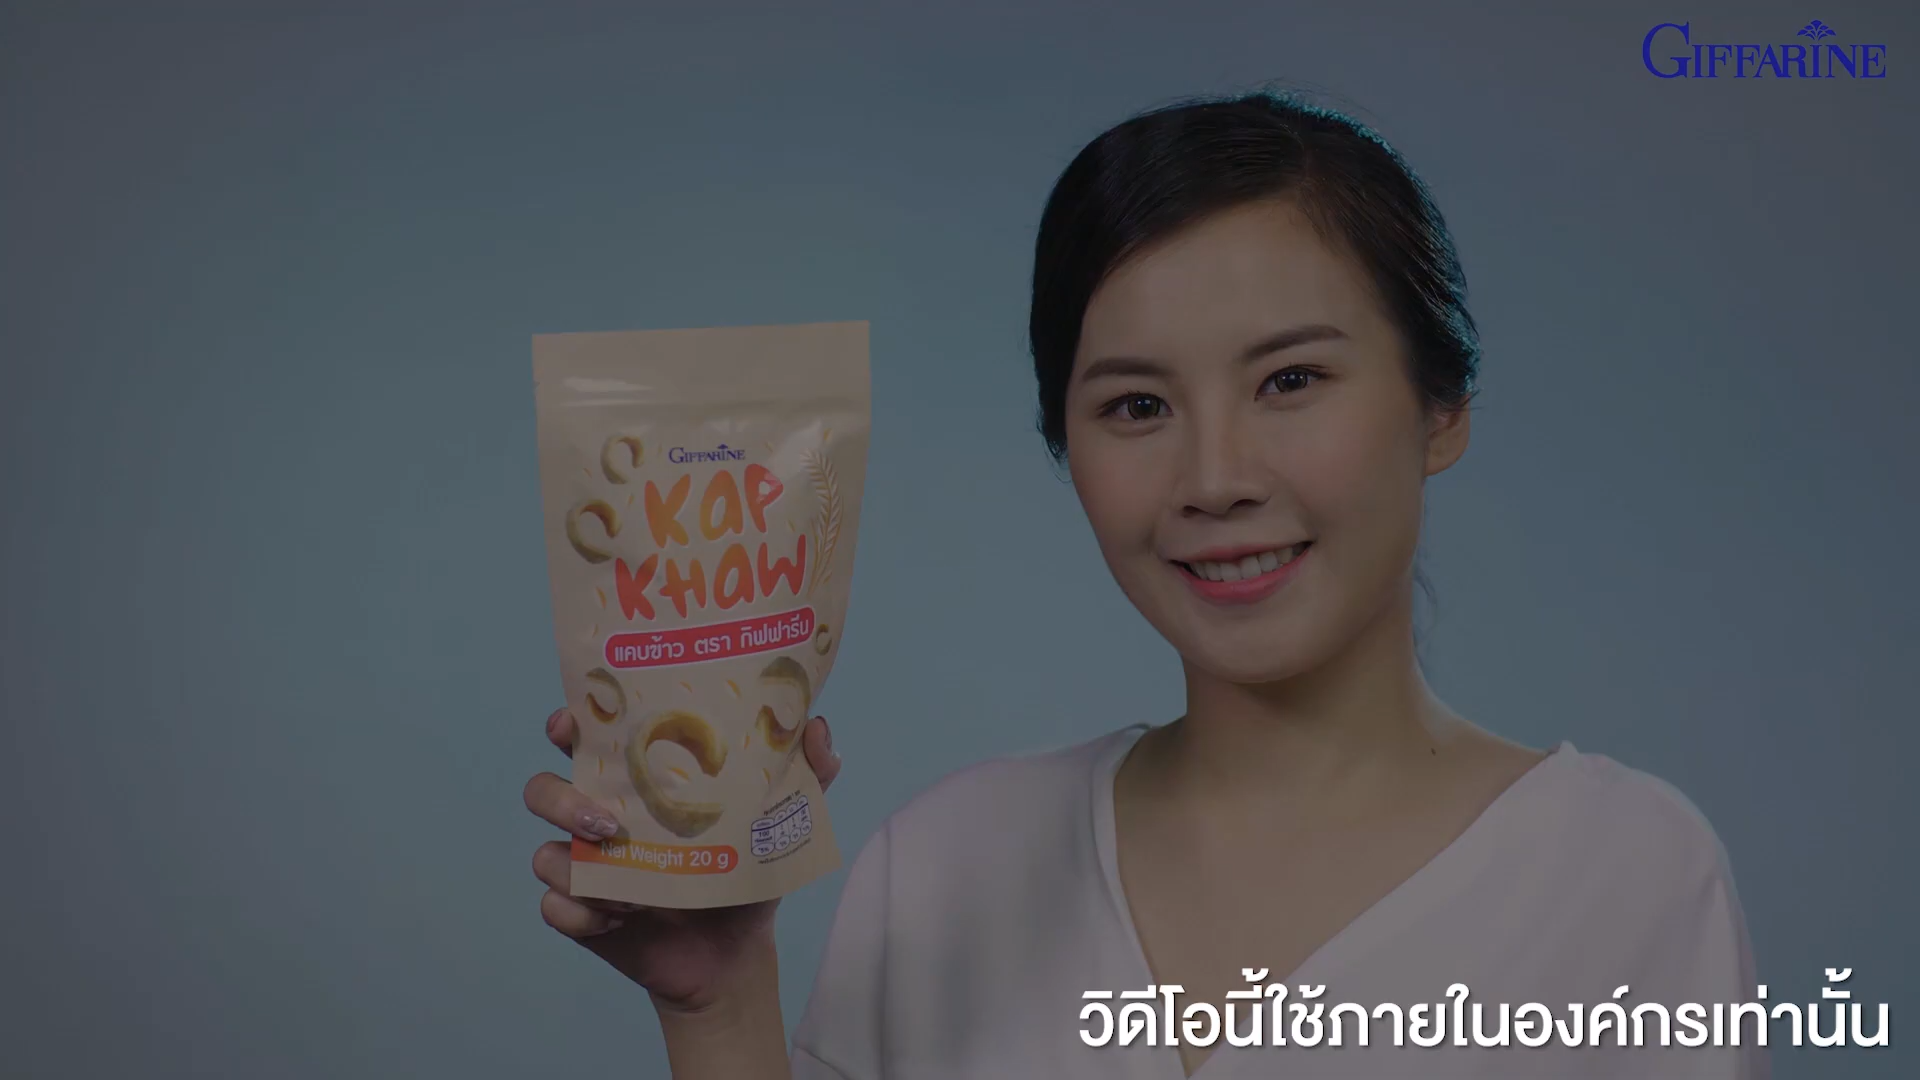 GIFFARINE
GIFFARINE
KAP
KHAW
แคบข้าว ตรา กิฟฟารีน
Net Weight 20 g
วิดีโอนี้ใช้ภายในองค์กรเท่านั้น